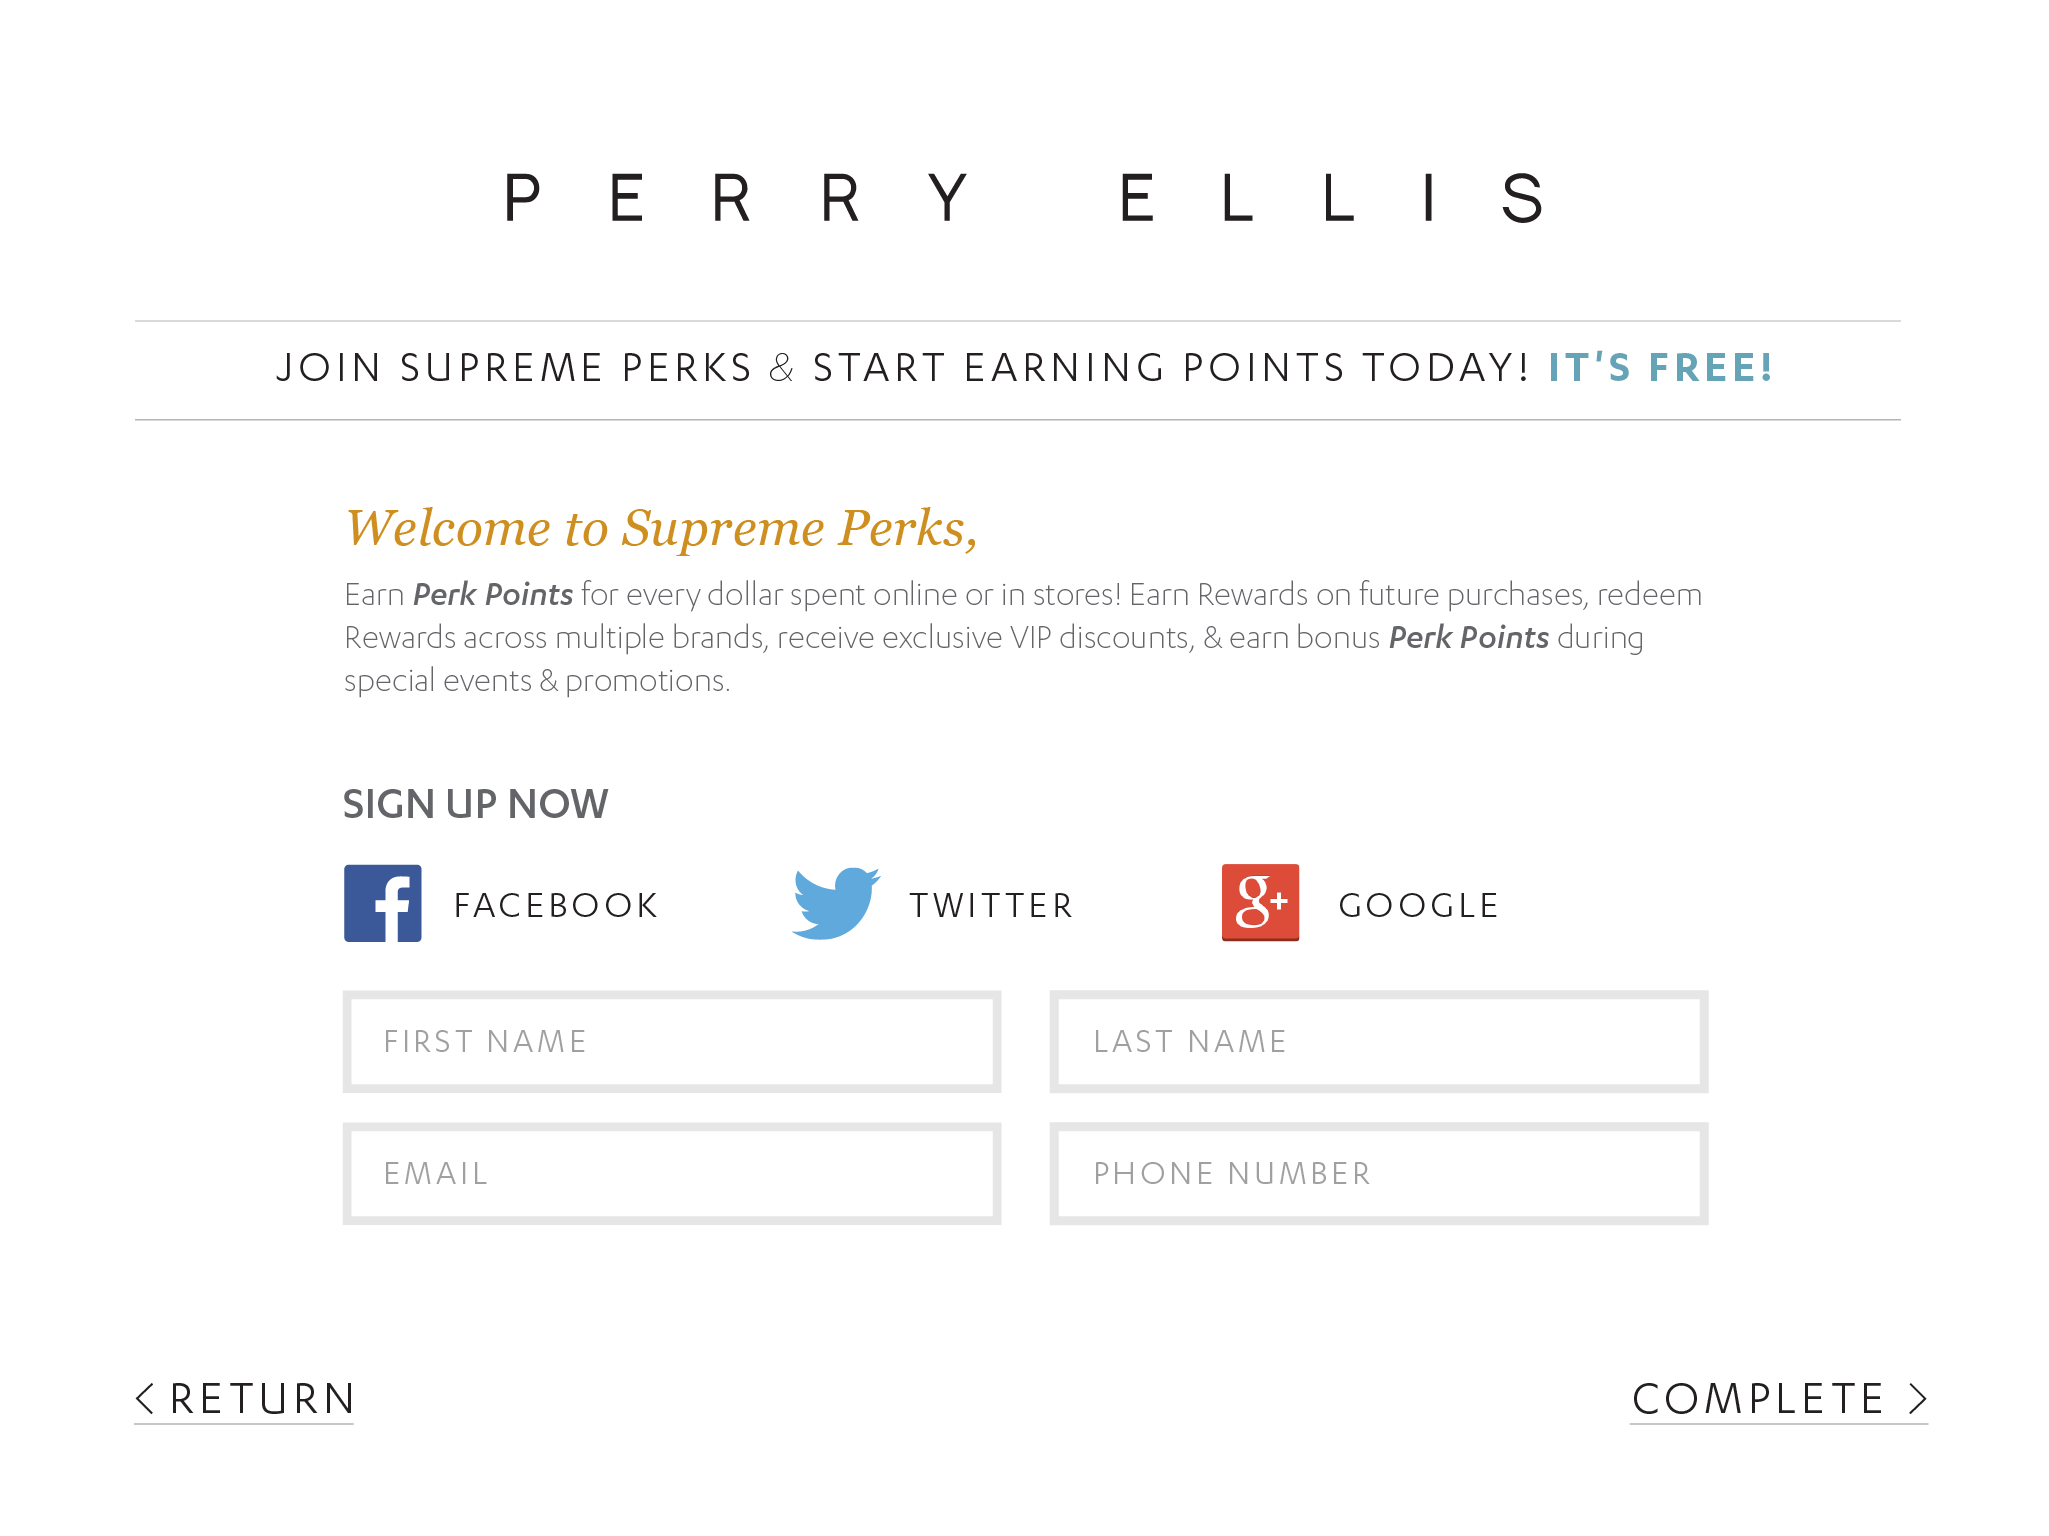 PERRY ELLIS
JOIN SUPREME PERKS & START EARNING POINTS TODAY! IT'S FREE!
Welcome to Supreme Perks,
Earn Perk Points for every dollar spent online or in stores! Earn Rewards on future purchases, redeem
Rewards across multiple brands, receive exclusive VIP discounts, & earn bonus Perk Points during
special events & promotions.
SIGN UP NOW
f FACEBOOK TWITTER g+ GOOGLE
FIRST NAME LAST NAME
EMAIL PHONE NUMBER
< RETURN COMPLETE >